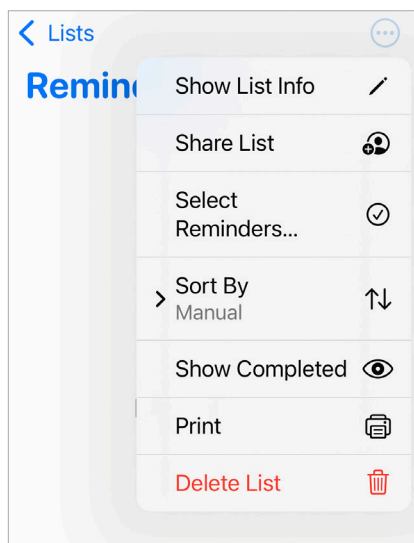 Lists
Remin
Show List Info
Share List
Select
Reminders...
Sort By
Manual
Show Completed
Print
Delete List